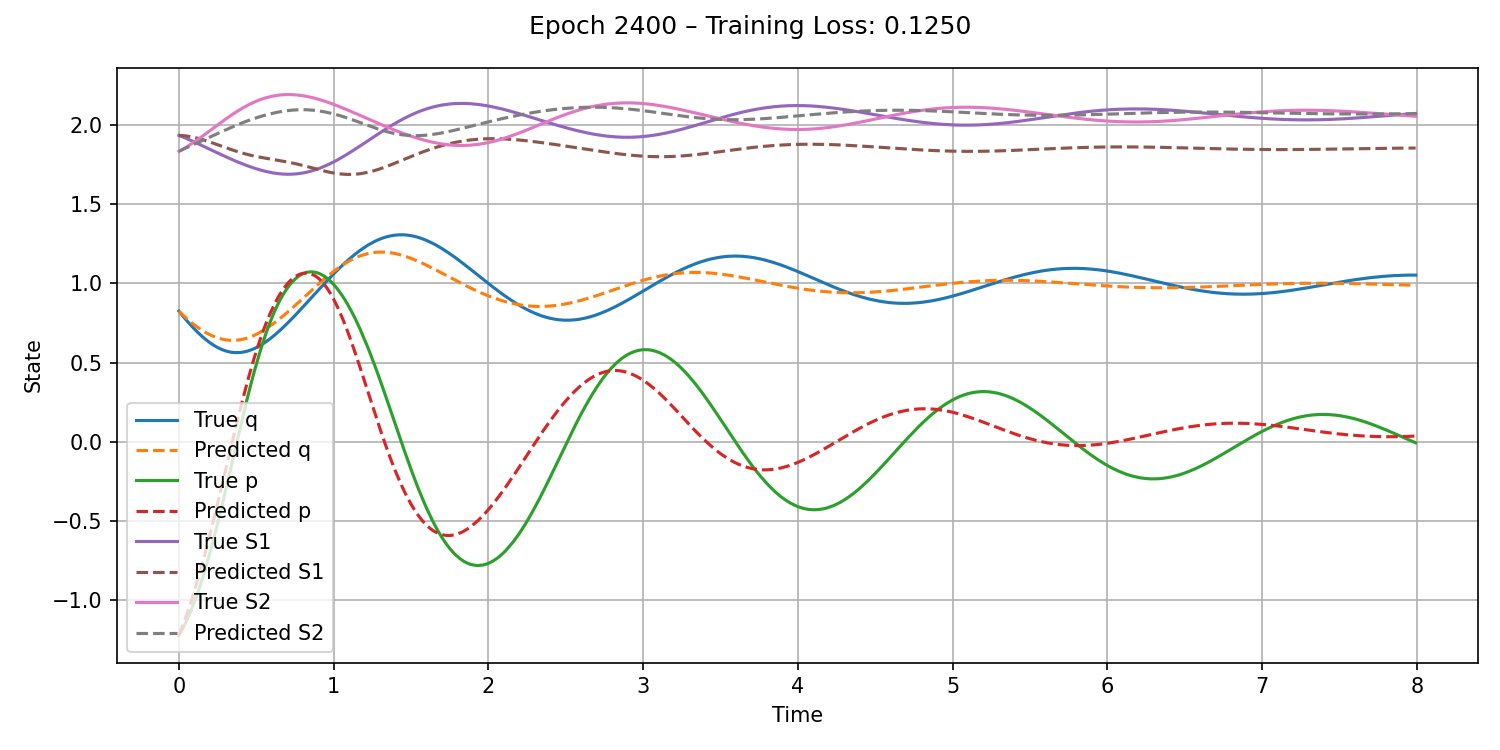 Epoch 2400 – Training Loss: 0.1250
State
2.0
1.5
1.0
0.5
0.0
−0.5
−1.0
True q
Predicted q
True p
Predicted p
True S1
Predicted S1
True S2
Predicted S2
0 1 2 3 4 5 6 7 8
Time